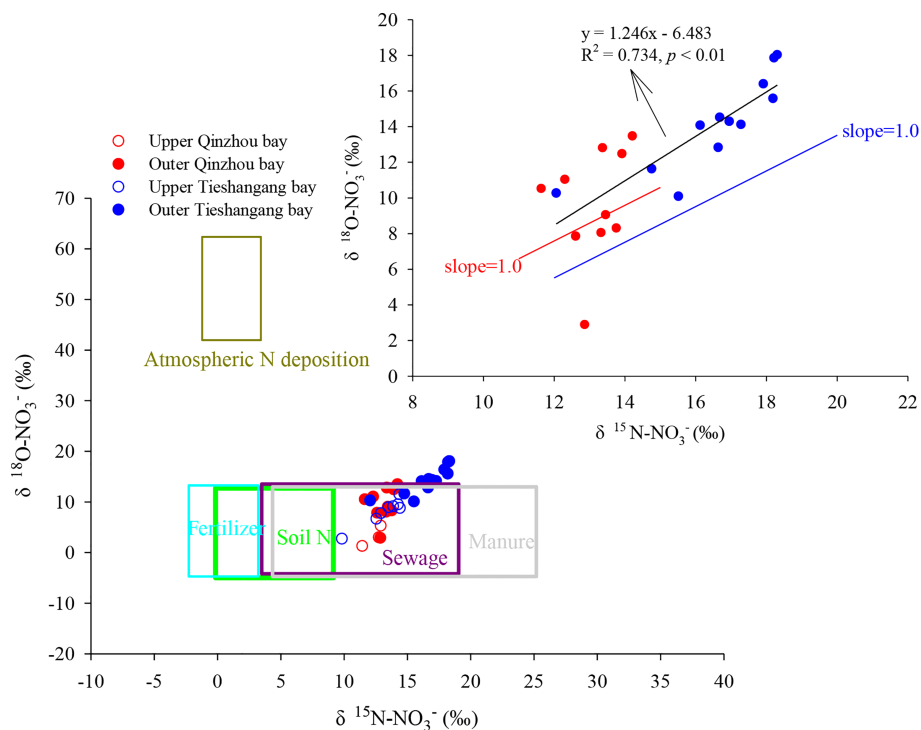 y = 1.246x - 6.483
R² = 0.734, p < 0.01
20
18
16
14
12
10
8
6
4
2
0
δ ¹⁸O-NO₃⁻ (‰)
slope=1.0
slope=1.0
8 10 12 14 16 18 20 22
δ ¹⁵N-NO₃⁻(‰)
Upper Qinzhou bay
Outer Qinzhou bay
Upper Tieshangang bay
Outer Tieshangang bay
70
60
50
40
30
20
10
0
-10
-20
δ ¹⁸O-NO₃⁻ (‰)
Atmospheric N deposition
Fertilizer
Soil N
Sewage
Manure
-10 -5 0 5 10 15 20 25 30 35 40
δ ¹⁵N-NO₃⁻ (‰)